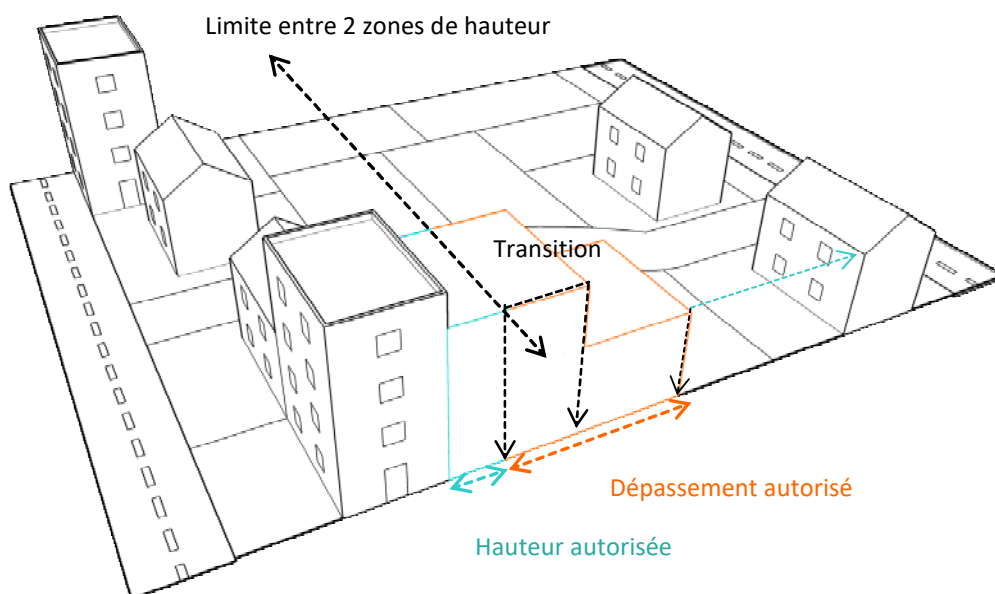 Limite entre 2 zones de hauteur
Transition
Dépassement autorisé
Hauteur autorisée